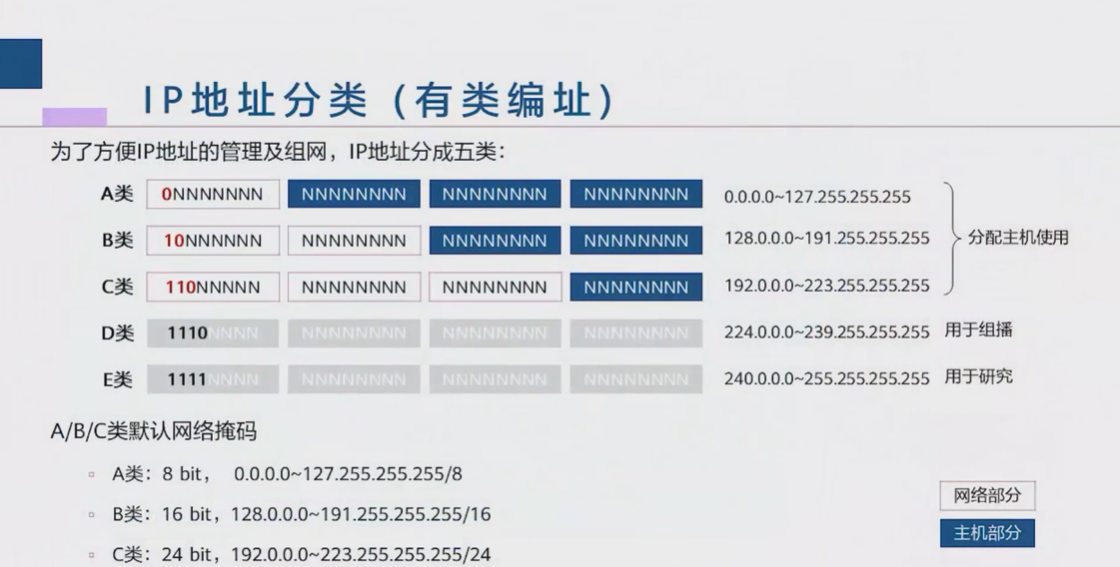 IP地址分类（有类编址）
为了方便IP地址的管理及组网，IP地址分成五类：
A类 0NNNNNNN NNNNNNNN NNNNNNNN NNNNNNNN 0.0.0.0~127.255.255.255
B类 10NNNNNN NNNNNNNN NNNNNNNN NNNNNNNN 128.0.0.0~191.255.255.255 分配主机使用
C类 110NNNNN NNNNNNNN NNNNNNNN NNNNNNNN 192.0.0.0~223.255.255.255
D类 1110NNNN NNNNNNNN NNNNNNNN NNNNNNNN 224.0.0.0~239.255.255.255 用于组播
E类 1111NNNN NNNNNNNN NNNNNNNN NNNNNNNN 240.0.0.0~255.255.255.255 用于研究
A/B/C类默认网络掩码
▫ A类：8 bit， 0.0.0.0~127.255.255.255/8
▫ B类：16 bit，128.0.0.0~191.255.255.255/16
▫ C类：24 bit，192.0.0.0~223.255.255.255/24
网络部分
主机部分